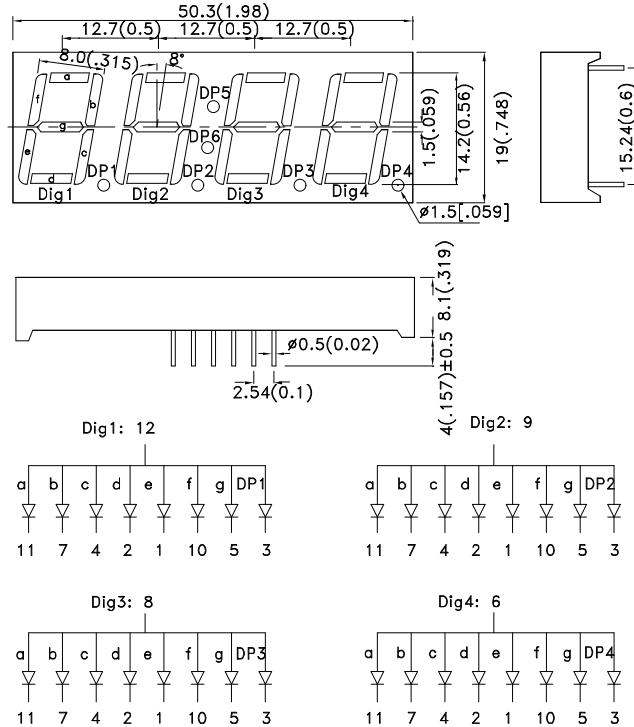 50.3(1.98)
12.7(0.5) 12.7(0.5) 12.7(0.5)
8.0(.315) 8°
a
f b
g
e c
d
DP5
DP6
DP1 DP2 DP3 DP4
Dig1 Dig2 Dig3 Dig4
1.5(.059)
14.2(0.56)
19(.748)
15.24(0.6)
ø1.5[.059]
8.1(.319)
4(.157)±0.5
ø0.5(0.02)
2.54(0.1)
Dig1: 12
a b c d e f g DP1
11 7 4 2 1 10 5 3
Dig2: 9
a b c d e f g DP2
11 7 4 2 1 10 5 3
Dig3: 8
a b c d e f g DP3
11 7 4 2 1 10 5 3
Dig4: 6
a b c d e f g DP4
11 7 4 2 1 10 5 3